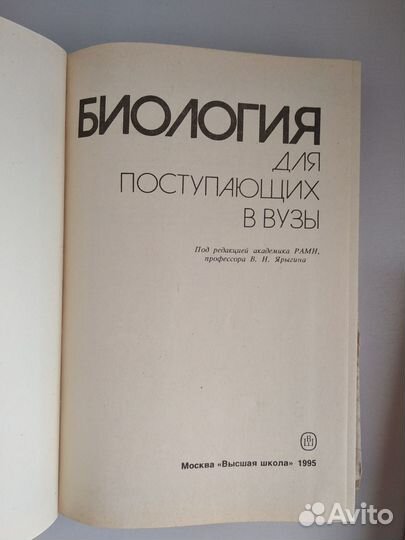 БИОЛОГИЯ
ДЛЯ
ПОСТУПАЮЩИХ
В ВУЗЫ
Под редакцией академика РАМН,
профессора В. Н. Ярыгина
В
Ш
Москва «Высшая школа» 1995
Avito